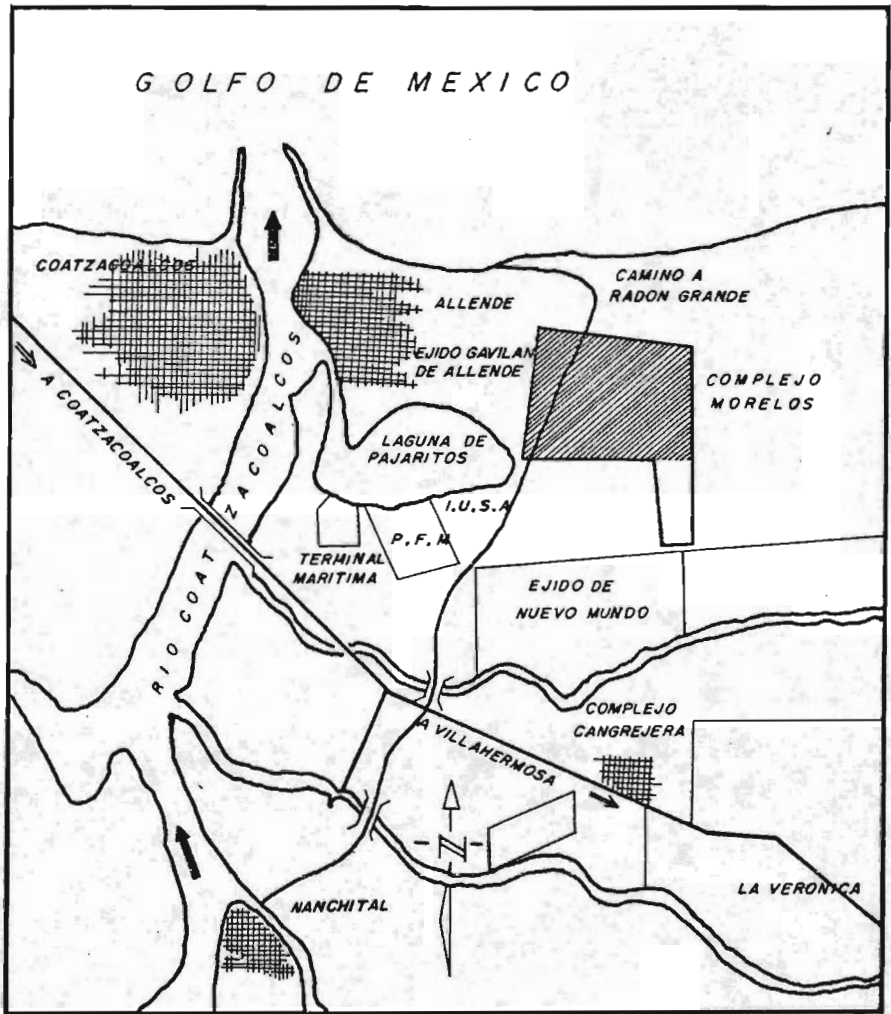 GOLFO DE MEXICO
COATZACOALCOS
ALLENDE
CAMINO A
RADON GRANDE
EJIDO GAVILAN
DE ALLENDE
COMPLEJO
MORELOS
A COATZACOALCOS
RIO COATZACOALCOS
LAGUNA DE
PAJARITOS
I.U.S.A
P.F.M
TERMINAL
MARITIMA
EJIDO DE
NUEVO MUNDO
COMPLEJO
CANGREJERA
A VILLAHERMOSA
N
LA VERONICA
NANCHITAL